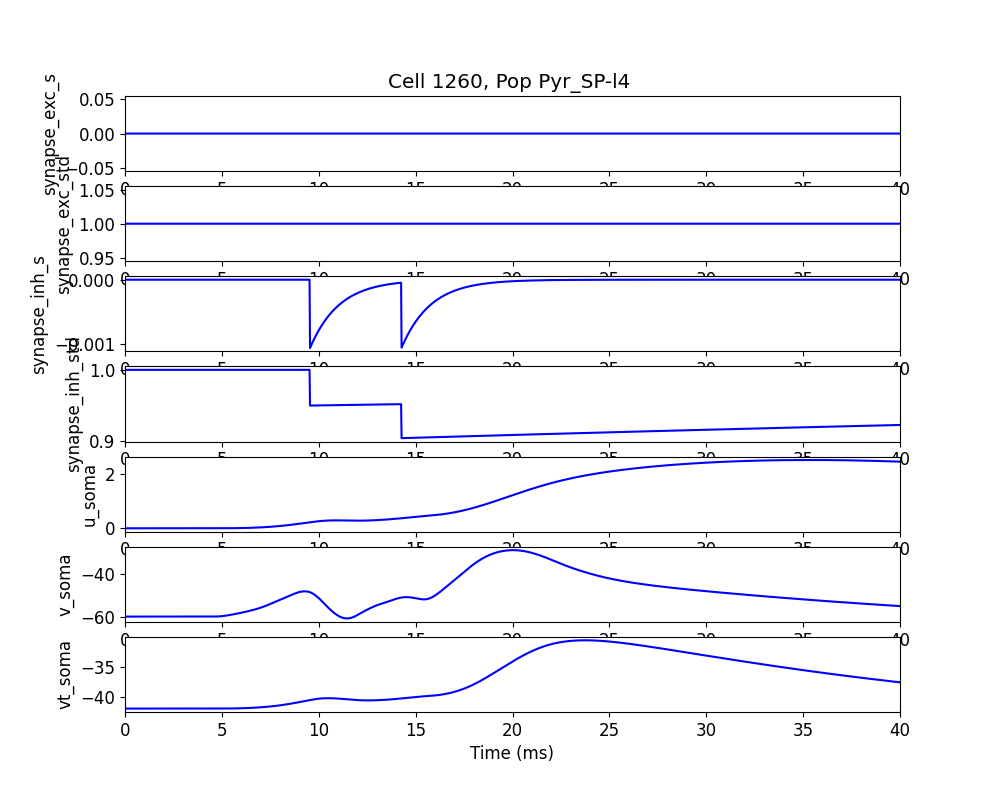 Cell 1260, Pop Pyr_SP-l4
synapse_exc_s
0.05
0.00
−0.05
synapse_exc_std
1.05
1.00
0.95
synapse_inh_s
0.000
−0.001
synapse_inh_std
1.0
0.9
u_soma
2
0
v_soma
−40
−60
vt_soma
−35
−40
0 5 10 15 20 25 30 35 40
Time (ms)